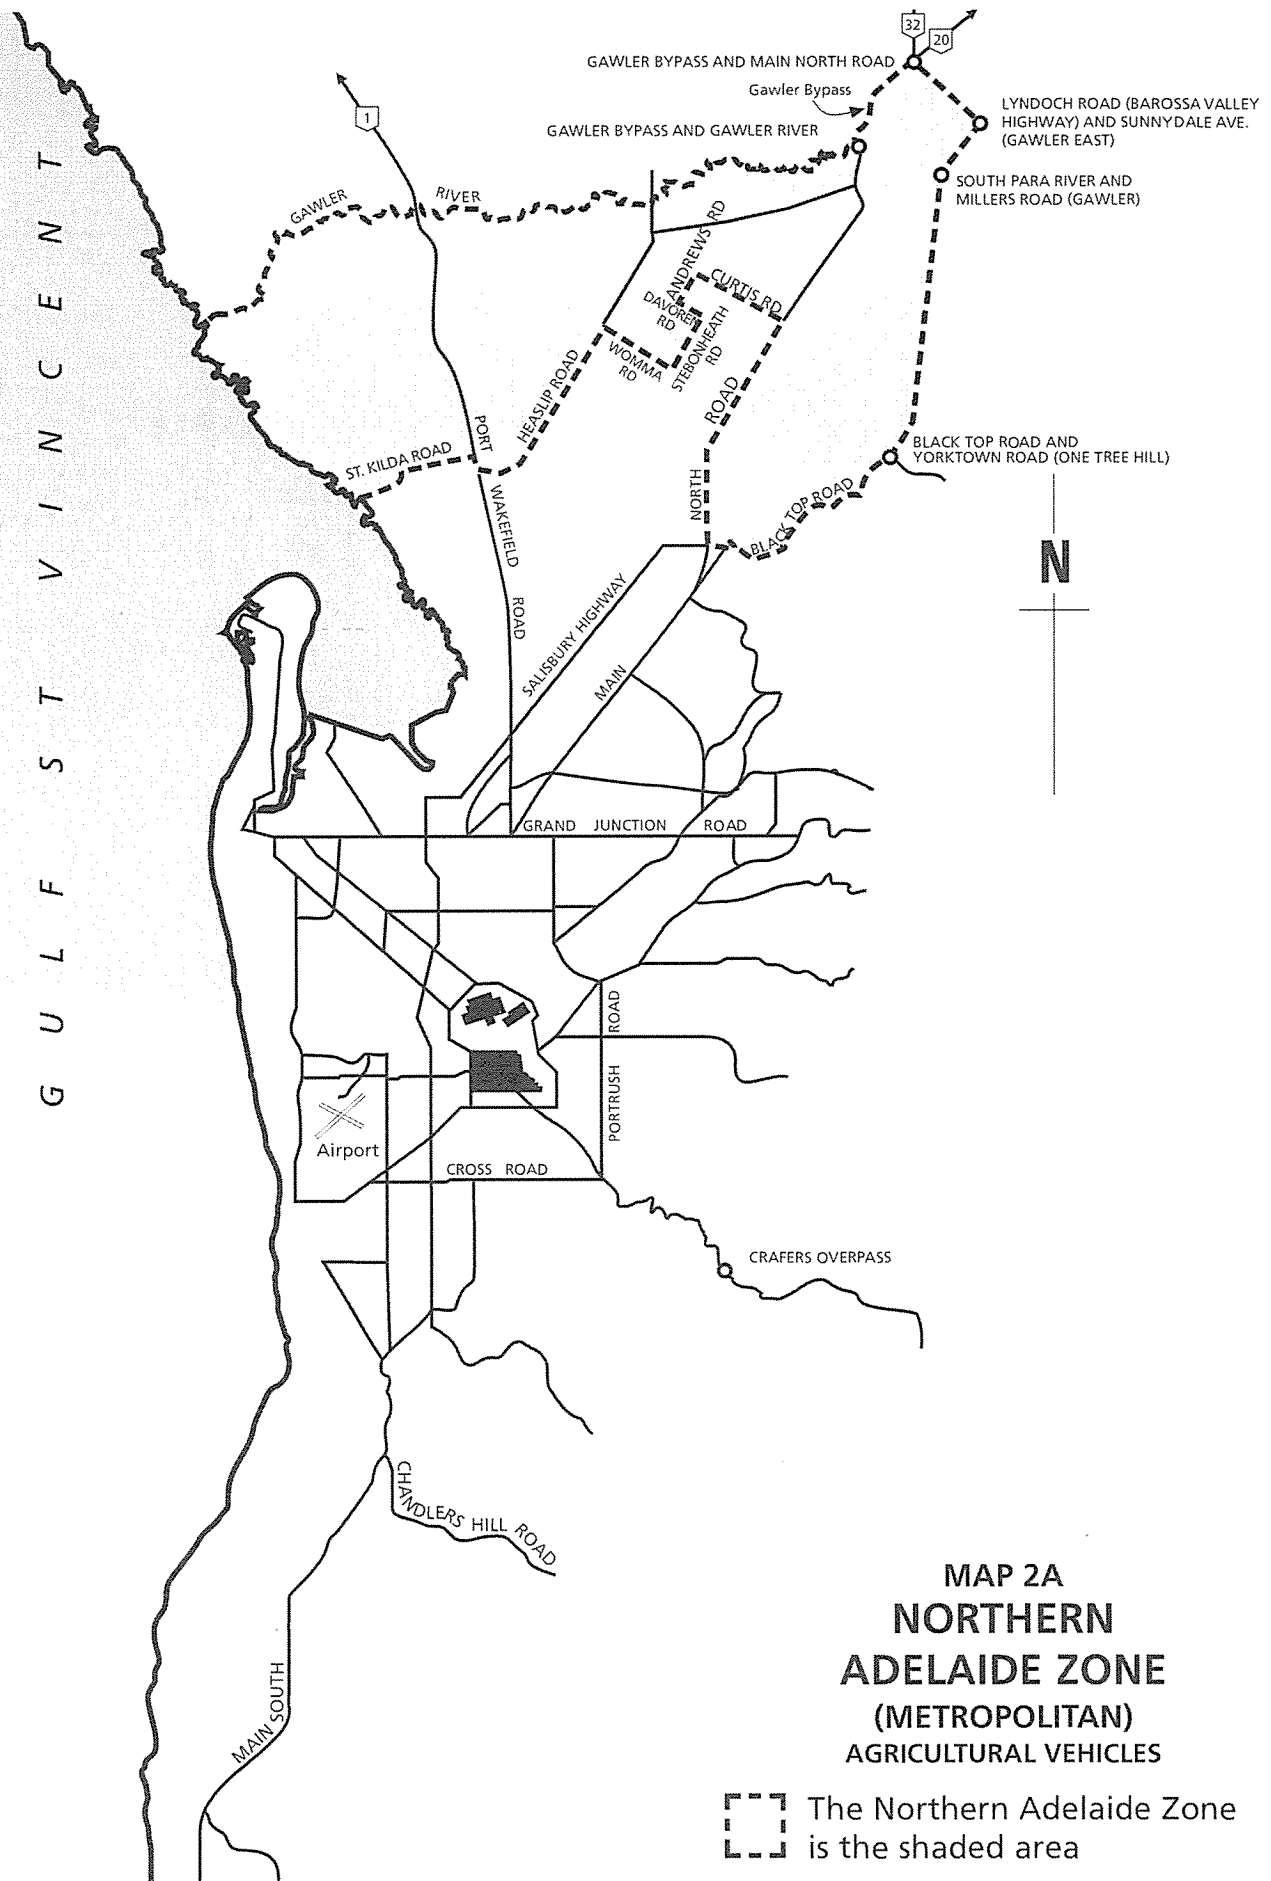 32
20
GAWLER BYPASS AND MAIN NORTH ROAD
Gawler Bypass
LYNDOCH ROAD (BAROSSA VALLEY
HIGHWAY) AND SUNNYDALE AVE.
(GAWLER EAST)
1
GAWLER BYPASS AND GAWLER RIVER
SOUTH PARA RIVER AND
MILLERS ROAD (GAWLER)
GAWLER RIVER
ANDREWS RD
CURTIS RD
DAVOREN
RD
STEBONHEATH
RD
WOMMA
RD
HEASLIP ROAD
ST. KILDA ROAD
PORT WAKEFIELD ROAD
BLACK TOP ROAD AND
YORKTOWN ROAD (ONE TREE HILL)
BLACK TOP ROAD
MAIN NORTH ROAD
N
SALISBURY HIGHWAY
GULF ST VINCENT
GRAND JUNCTION ROAD
PORTRUSH ROAD
Airport
CROSS ROAD
CRAFERS OVERPASS
CHANDLERS HILL ROAD
MAIN SOUTH
MAP 2A
NORTHERN
ADELAIDE ZONE
(METROPOLITAN)
AGRICULTURAL VEHICLES
The Northern Adelaide Zone
is the shaded area